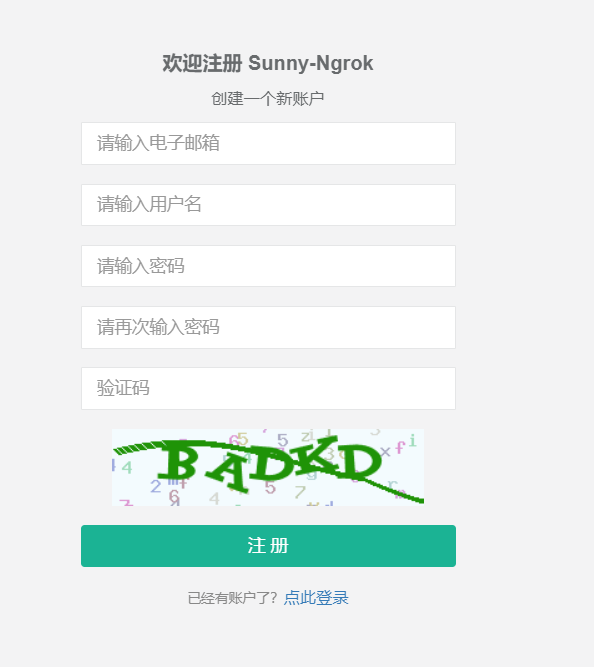 欢迎注册 Sunny-Ngrok
创建一个新账户
请输入电子邮箱
请输入用户名
请输入密码
请再次输入密码
验证码
BADKD
注 册
已经有账户了? 点此登录